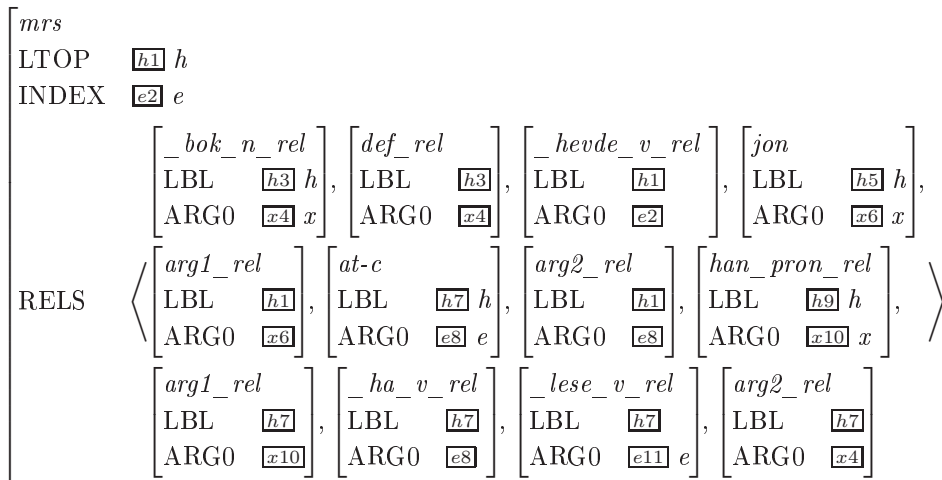 mrs
LTOP h1 h
INDEX e2 e
_bok_n_rel def_rel _hevde_v_rel jon
LBL h3 h, LBL h3, LBL h1, LBL h5 h,
ARG0 x4 x ARG0 x4 ARG0 e2 ARG0 x6 x
arg1_rel at-c arg2_rel han_pron_rel
RELS ⟨ LBL h1, LBL h7 h, LBL h1, LBL h9 h, ⟩
ARG0 x6 ARG0 e8 e ARG0 e8 ARG0 x10 x
arg1_rel _ha_v_rel _lese_v_rel arg2_rel
LBL h7, LBL h7, LBL h7, LBL h7
ARG0 x10 ARG0 e8 ARG0 e11 e ARG0 x4